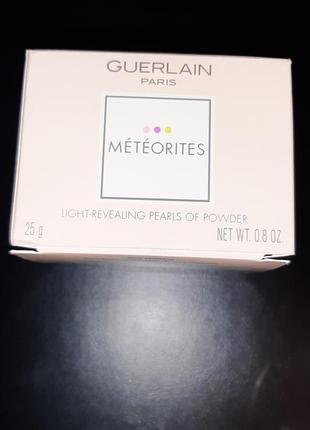 GUERLAIN
PARIS
MÉTÉORITES
LIGHT-REVEALING PEARLS OF POWDER
25 g NET WT. 0.8 OZ.